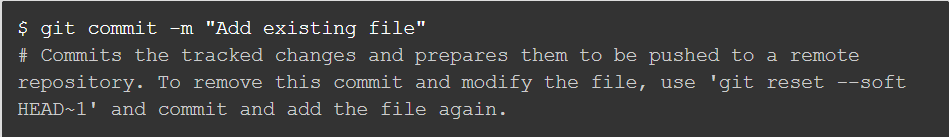 $ git commit -m "Add existing file"
# Commits the tracked changes and prepares them to be pushed to a remote
repository. To remove this commit and modify the file, use 'git reset --soft
HEAD~1' and commit and add the file again.